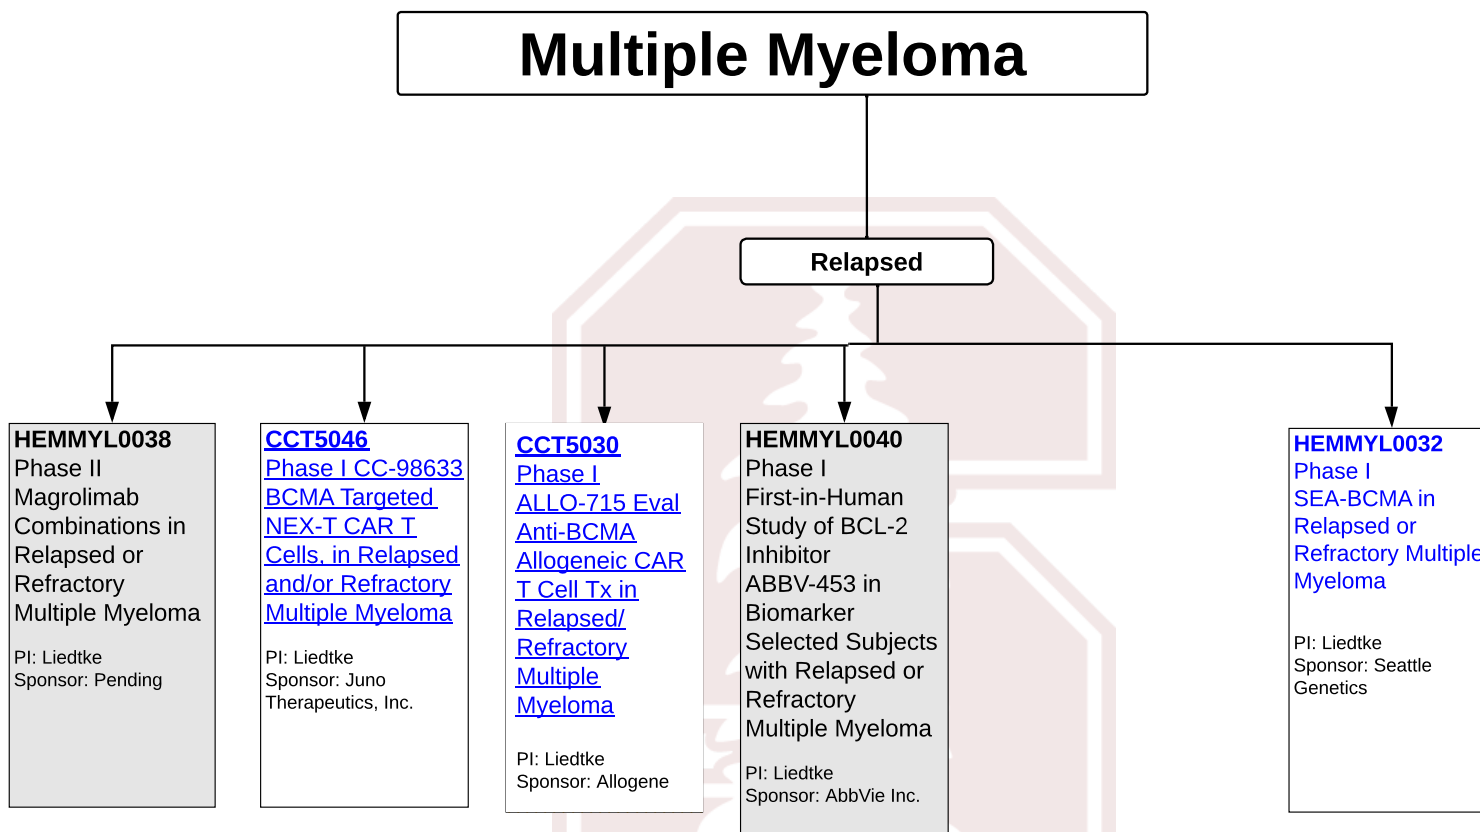 Multiple Myeloma
Relapsed
HEMMYL0038
Phase II
Magrolimab
Combinations in
Relapsed or
Refractory
Multiple Myeloma
PI: Liedtke
Sponsor: Pending
CCT5046
Phase I CC-98633
BCMA Targeted
NEX-T CAR T
Cells, in Relapsed
and/or Refractory
Multiple Myeloma
PI: Liedtke
Sponsor: Juno
Therapeutics, Inc.
CCT5030
Phase I
ALLO-715 Eval
Anti-BCMA
Allogeneic CAR
T Cell Tx in
Relapsed/
Refractory
Multiple
Myeloma
PI: Liedtke
Sponsor: Allogene
HEMMYL0040
Phase I
First-in-Human
Study of BCL-2
Inhibitor
ABBV-453 in
Biomarker
Selected Subjects
with Relapsed or
Refractory
Multiple Myeloma
PI: Liedtke
Sponsor: AbbVie Inc.
HEMMYL0032
Phase I
SEA-BCMA in
Relapsed or
Refractory Multiple
Myeloma
PI: Liedtke
Sponsor: Seattle
Genetics